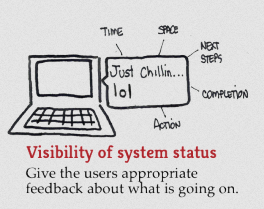 TIME
SPACE
NEXT
STEPS
Just Chillin...
lol
COMPLETION
ACTION
Visibility of system status
Give the users appropriate
feedback about what is going on.